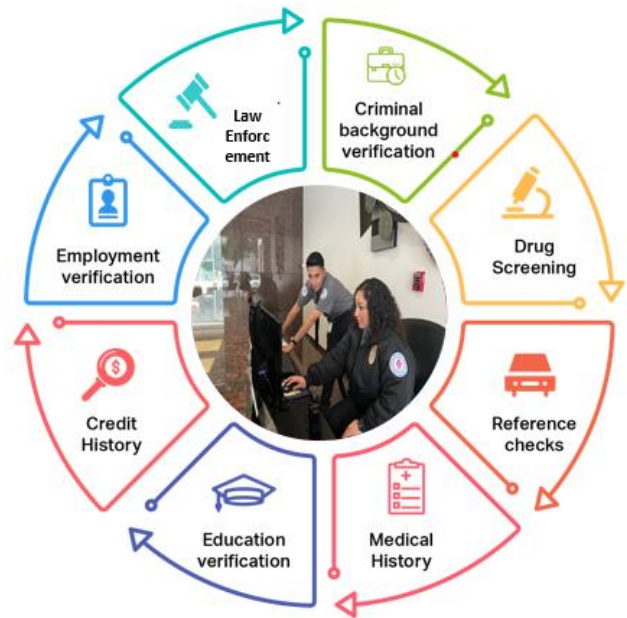 Law
Enforc
ement
Criminal
background
verification
Drug
Screening
Reference
checks
Medical
History
Education
verification
Credit
History
$
Employment
verification